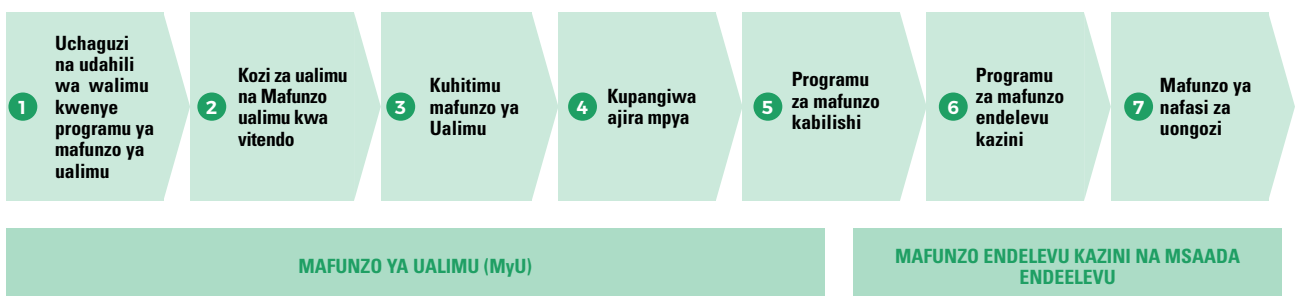 1
Uchaguzi
na udahili
wa walimu
kwenye
programu ya
mafunzo ya
ualimu
2
Kozi za ualimu
na Mafunzo
ualimu kwa
vitendo
3
Kuhitimu
mafunzo ya
Ualimu
4
Kupangiwa
ajira mpya
5
Programu
za mafunzo
kabilishi
6
Programu
za mafunzo
endelevu
kazini
7
Mafunzo ya
nafasi za
uongozi
MAFUNZO YA UALIMU (MyU)
MAFUNZO ENDELEVU KAZINI NA MSAADA
ENDEELEVU